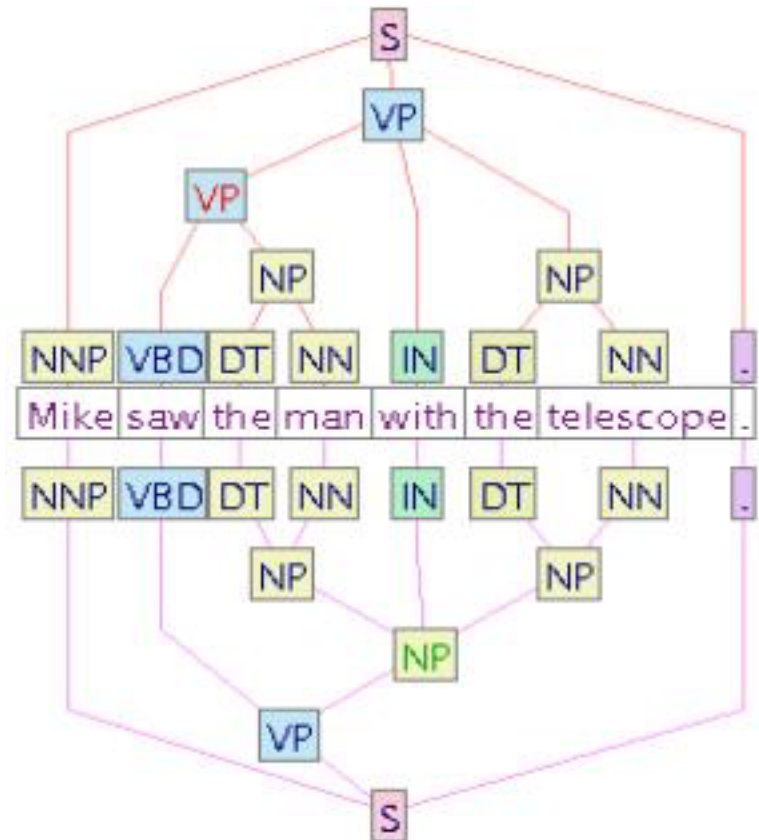 S
VP
VP
NP NP
NNP VBD DT NN IN DT NN .
Mike saw the man with the telescope .
NNP VBD DT NN IN DT NN .
NP NP
NP
VP
S